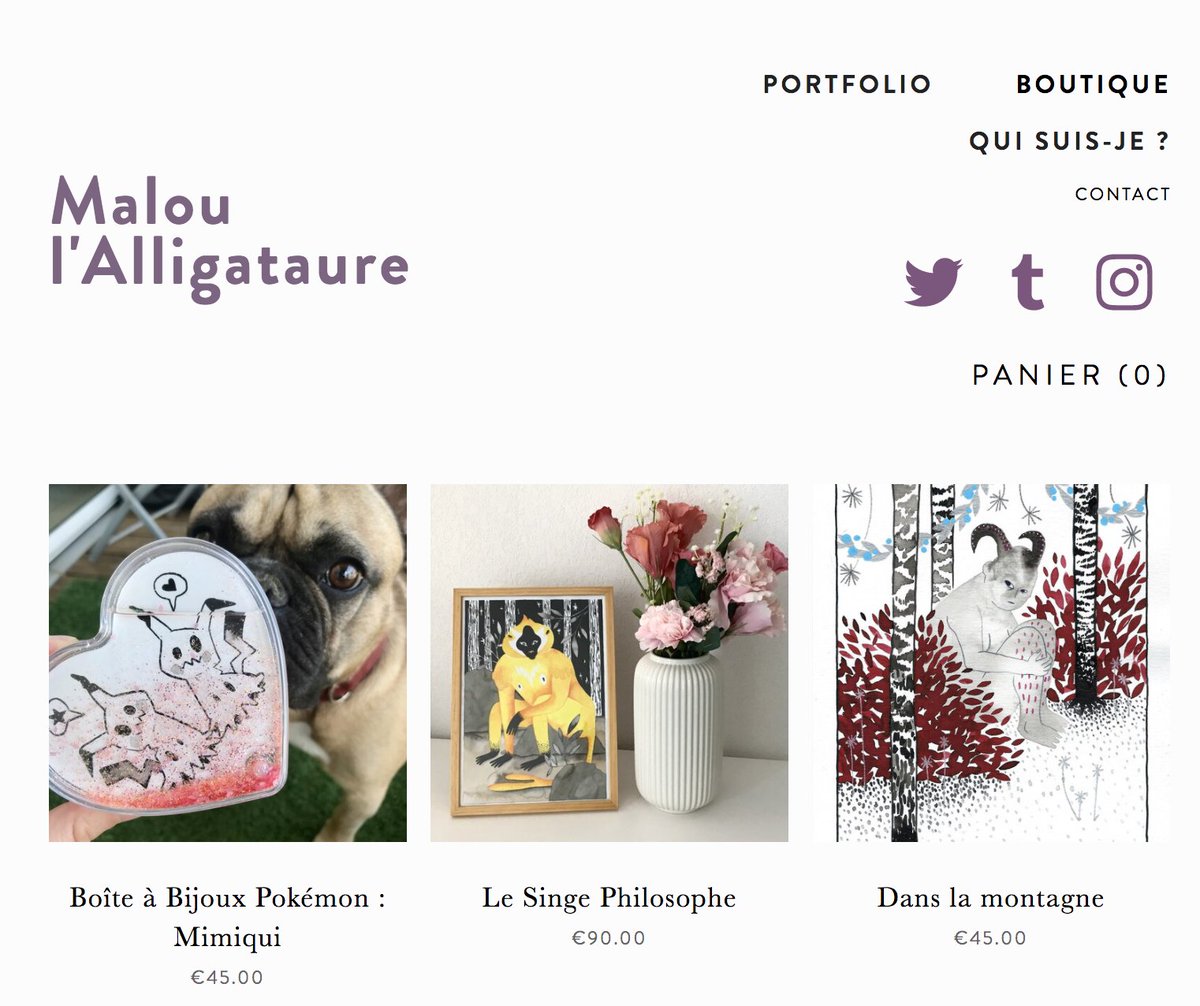 PORTFOLIO BOUTIQUE
QUI SUIS-JE ?
CONTACT
Malou
l'Alligataure
PANIER (0)
Boîte à Bijoux Pokémon :
Mimiqui
€45.00
Le Singe Philosophe
€90.00
Dans la montagne
€45.00